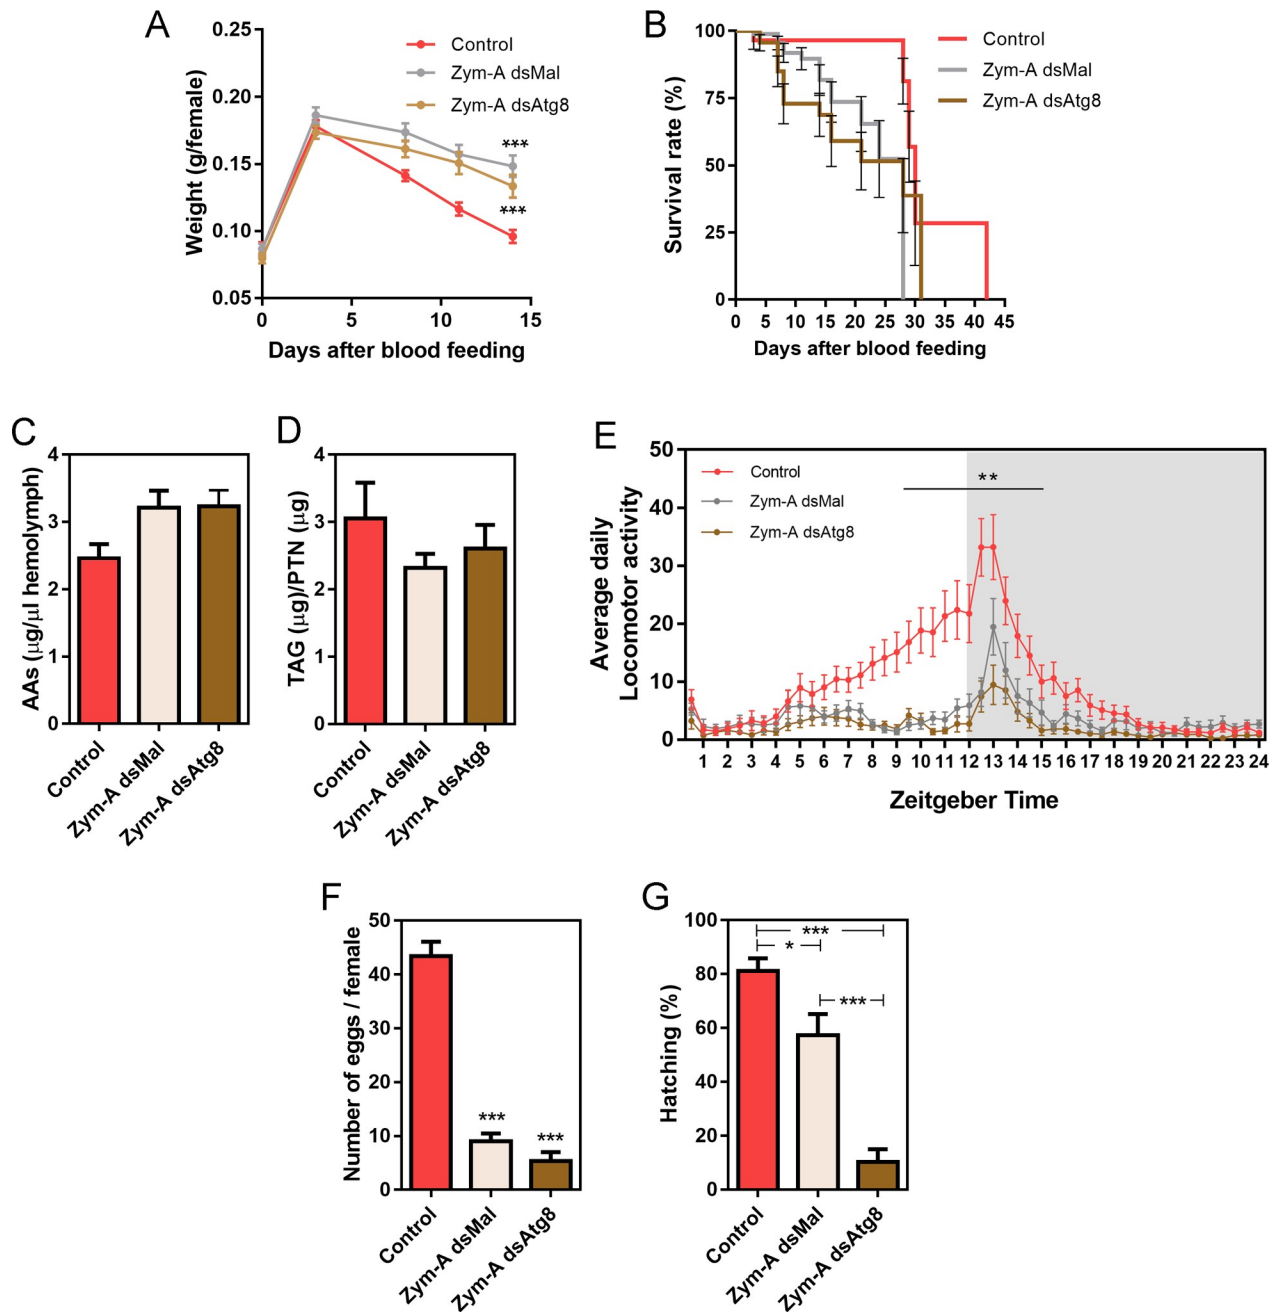 A
0.25
0.20
0.15
0.10
0.05
Weight (g/female)
Control
Zym-A dsMal
Zym-A dsAtg8
***
***
0 5 10 15
Days after blood feeding
B
100
75
50
25
0
Survival rate (%)
Control
Zym-A dsMal
Zym-A dsAtg8
0 5 10 15 20 25 30 35 40 45
Days after blood feeding
C
4
3
2
1
0
AAs (µg/µl hemolymph)
Control
Zym-A dsMal
Zym-A dsAtg8
D
4
3
2
1
0
TAG (µg)/PTN (µg)
Control
Zym-A dsMal
Zym-A dsAtg8
E
50
40
30
20
10
0
Average daily
Locomotor activity
Control
Zym-A dsMal
Zym-A dsAtg8
**
1 2 3 4 5 6 7 8 9 10 11 12 13 14 15 16 17 18 19 20 21 22 23 24
Zeitgeber Time
F
50
40
30
20
10
0
Number of eggs / female
***
***
Control
Zym-A dsMal
Zym-A dsAtg8
G
100
80
60
40
20
0
Hatching (%)
***
*
***
Control
Zym-A dsMal
Zym-A dsAtg8